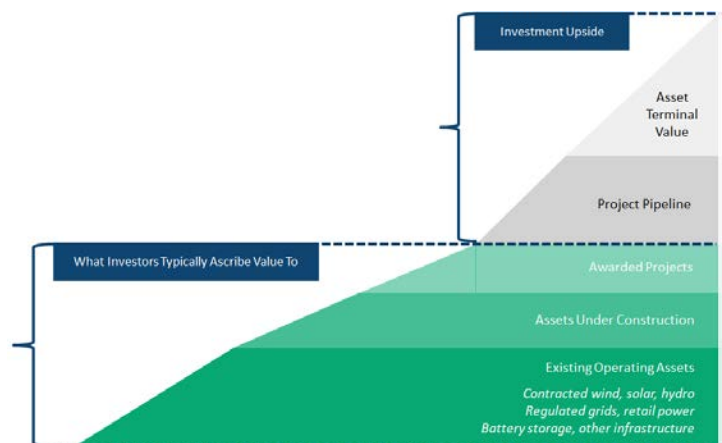 Investment Upside
Asset
Terminal
Value
Project Pipeline
What Investors Typically Ascribe Value To
Awarded Projects
Assets Under Construction
Existing Operating Assets
Contracted wind, solar, hydro
Regulated grids, retail power
Battery storage, other infrastructure